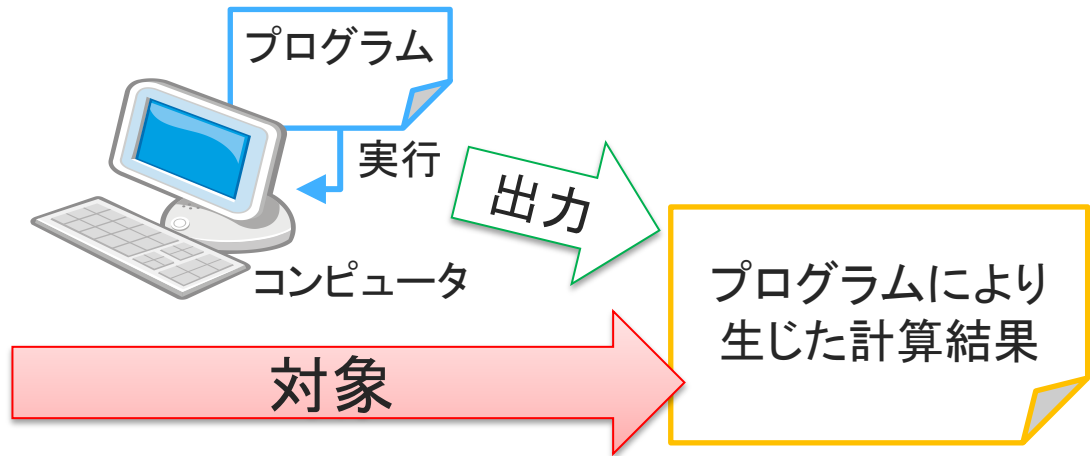 プログラム
実行
出力
コンピュータ
プログラムにより
生じた計算結果
対象